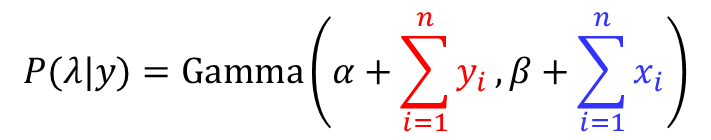 P(λ|y) = Gamma(α + ∑_{i=1}^{n} y_i , β + ∑_{i=1}^{n} x_i)